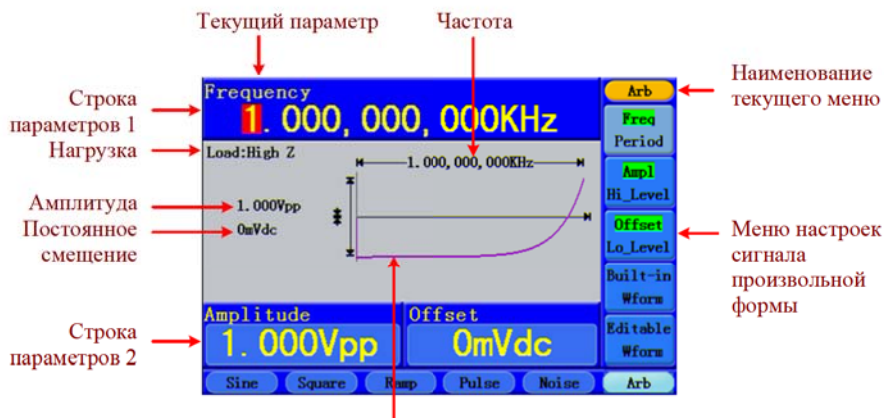 Текущий параметр
Частота
Строка
параметров 1
Нагрузка
Амплитуда
Постоянное
смещение
Строка
параметров 2
Frequency
1. 000, 000, 000KHz
Load:High Z
1.000,000,000KHz
1.000Vpp
0mVdc
Amplitude
1. 000Vpp
Offset
0mVdc
Sine
Square
Ramp
Pulse
Noise
Arb
Arb
Freq
Period
Ampl
Hi_Level
Offset
Lo_Level
Built-in
Wform
Editable
Wform
Наименование
текущего меню
Меню настроек
сигнала
произвольной
формы